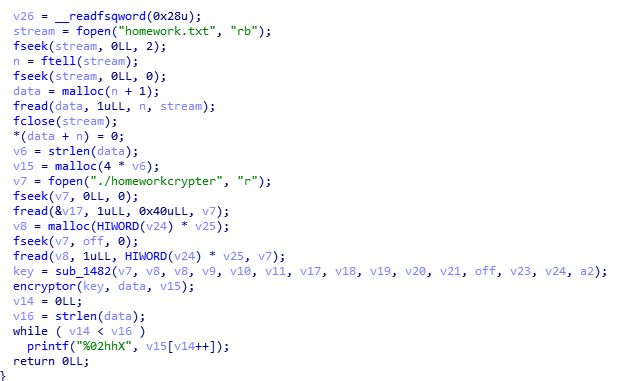 v26 = __readfsqword(0x28u);
stream = fopen("homework.txt", "rb");
fseek(stream, 0LL, 2);
n = ftell(stream);
fseek(stream, 0LL, 0);
data = malloc(n + 1);
fread(data, 1uLL, n, stream);
fclose(stream);
*(data + n) = 0;
v6 = strlen(data);
v15 = malloc(4 * v6);
v7 = fopen("./homeworkcrypter", "r");
fseek(v7, 0LL, 0);
fread(&v17, 1uLL, 0x40uLL, v7);
v8 = malloc(HIWORD(v24) * v25);
fseek(v7, off, 0);
fread(v8, 1uLL, HIWORD(v24) * v25, v7);
key = sub_1482(v7, v8, v8, v9, v10, v11, v17, v18, v19, v20, v21, off, v23, v24, a2);
encryptor(key, data, v15);
v14 = 0LL;
v16 = strlen(data);
while ( v14 < v16 )
printf("%02hhX", v15[v14++]);
return 0LL;
}